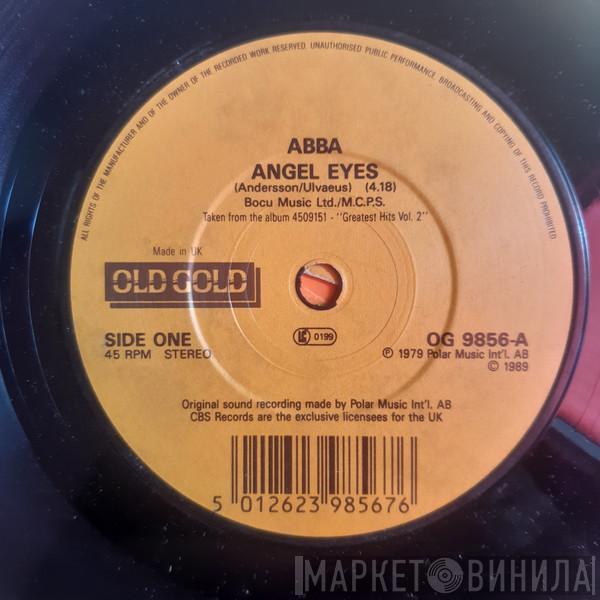 ALL RIGHTS OF THE MANUFACTURER AND OF THE OWNER OF THE RECORDED WORK RESERVED. UNAUTHORISED PUBLIC PERFORMANCE, BROADCASTING AND COPYING OF THIS RECORD PROHIBITED
ABBA
ANGEL EYES
(Andersson/Ulvaeus) (4.18)
Bocu Music Ltd./M.C.P.S.
Taken from the album 4509151 - "Greatest Hits Vol. 2"
Made in UK
OLD GOLD
SIDE ONE
45 RPM STEREO
LC 0199
OG 9856-A
℗ 1979 Polar Music Int'l. AB
© 1989
Original sound recording made by Polar Music Int'l. AB
CBS Records are the exclusive licensees for the UK
5 012623 985676
МАРКЕТ ВИНИЛА